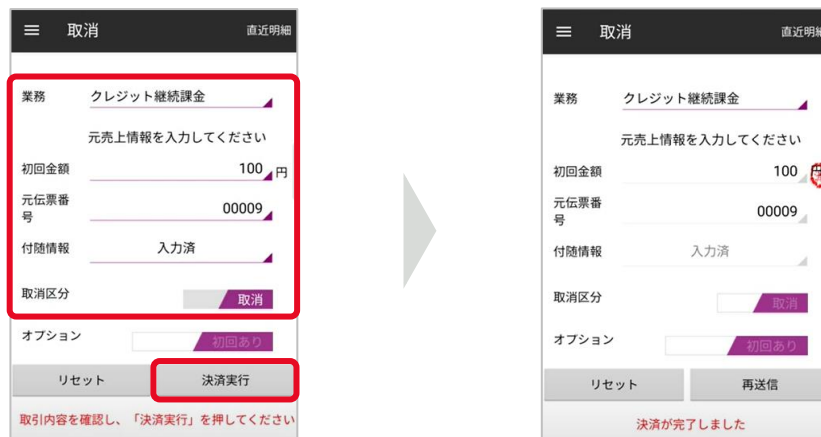 取消 直近明細
業務 クレジット継続課金
元売上情報を入力してください
初回金額 100 円
元伝票番
号 00009
付随情報 入力済
取消区分 取消
オプション 初回あり
リセット 決済実行
取引内容を確認し、「決済実行」を押してください
取消 直近明細
業務 クレジット継続課金
元売上情報を入力してください
初回金額 100 円
元伝票番
号 00009
付随情報 入力済
取消区分 取消
オプション 初回あり
リセット 再送信
決済が完了しました